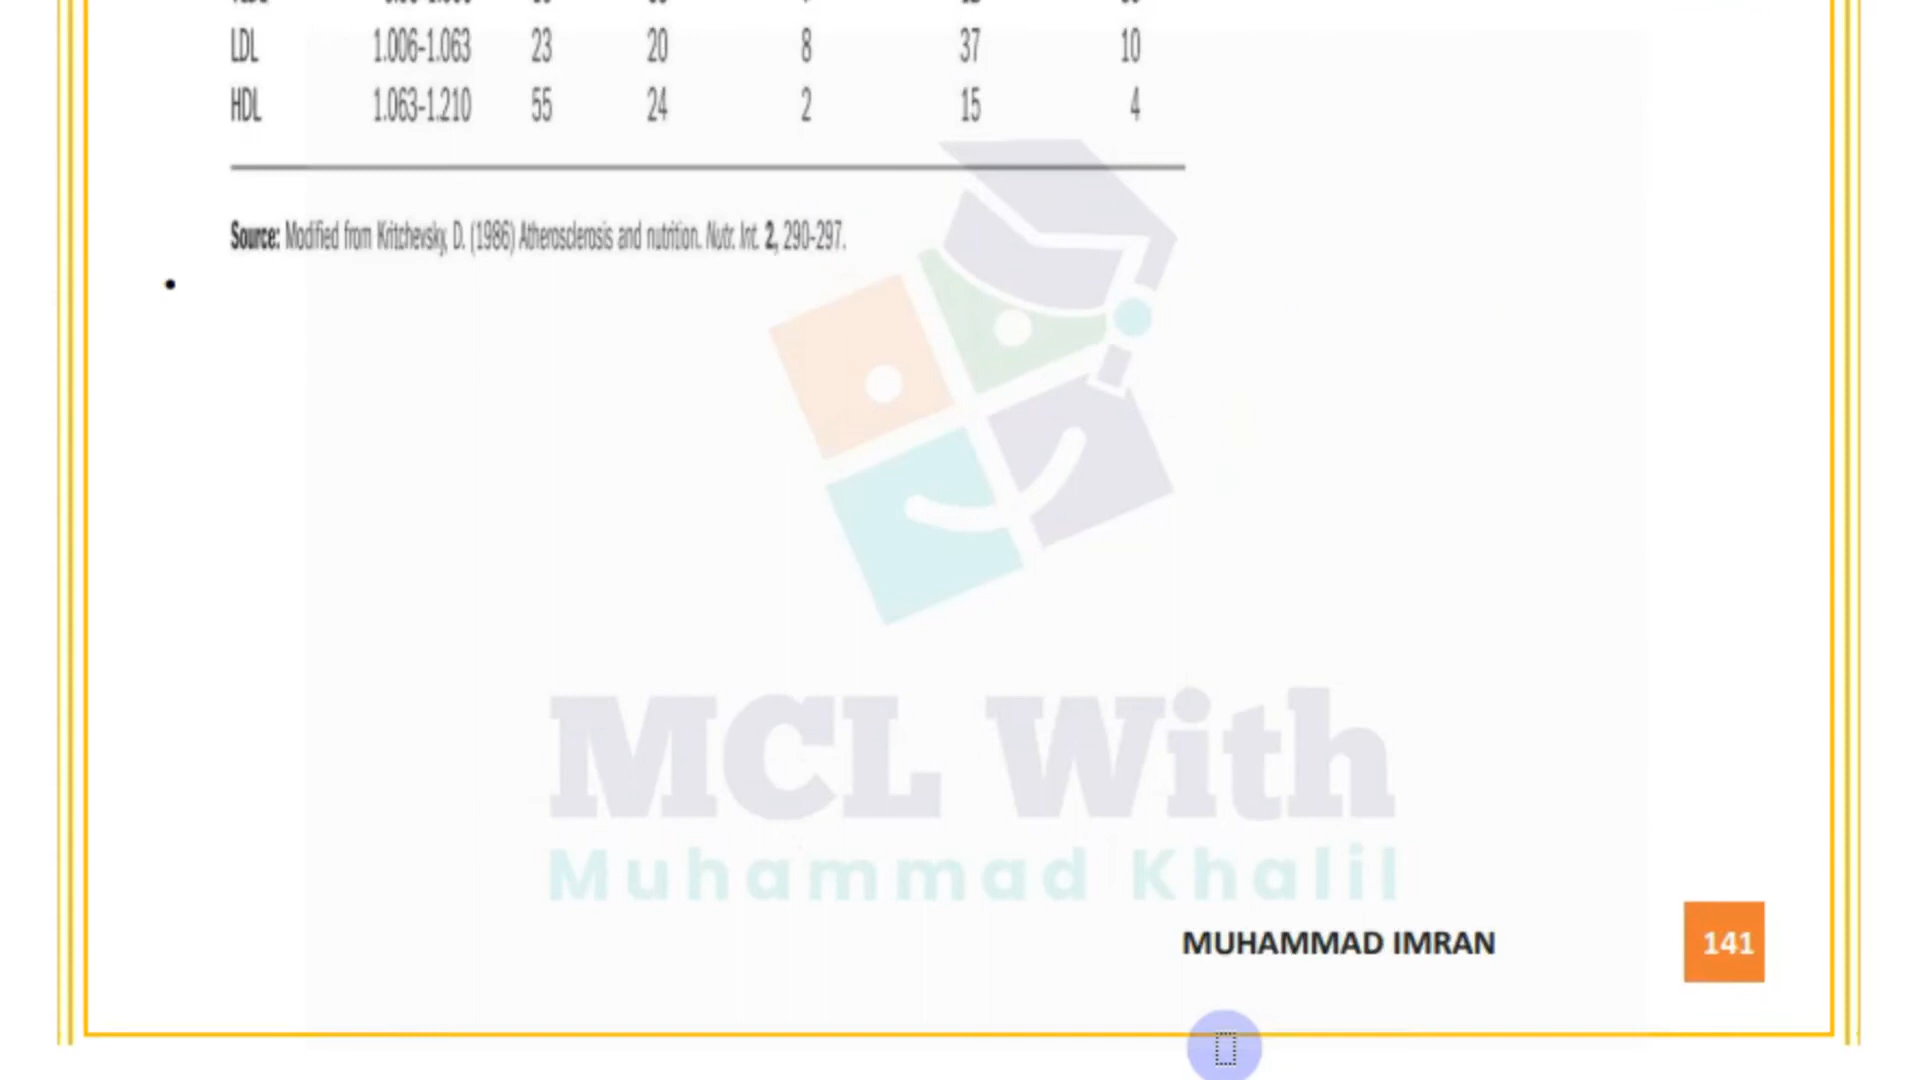 LDL 1.006-1.063 23 20 8 37 10
HDL 1.063-1.210 55 24 2 15 4
Source: Modified from Kritchevsky, D. (1986) Atherosclerosis and nutrition. Nutr. Int. 2, 290-297.
•
MCL With
Muhammad Khalil
MUHAMMAD IMRAN
141